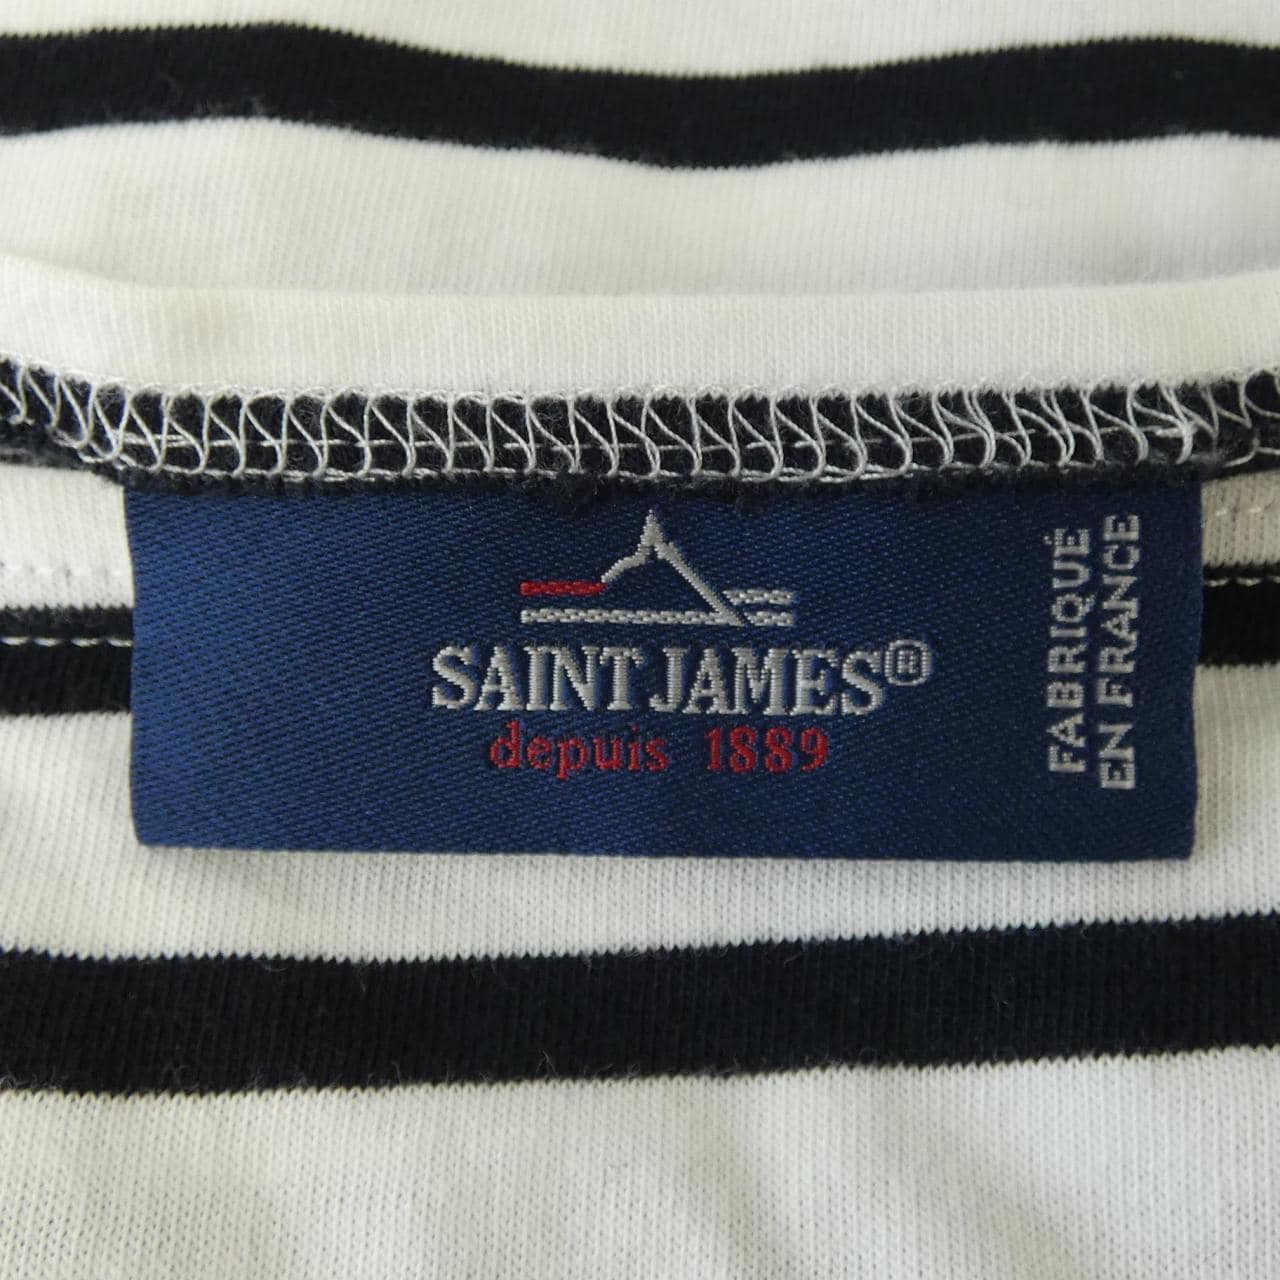 SAINT JAMES®
depuis 1889
FABRIQUÉ
EN FRANCE